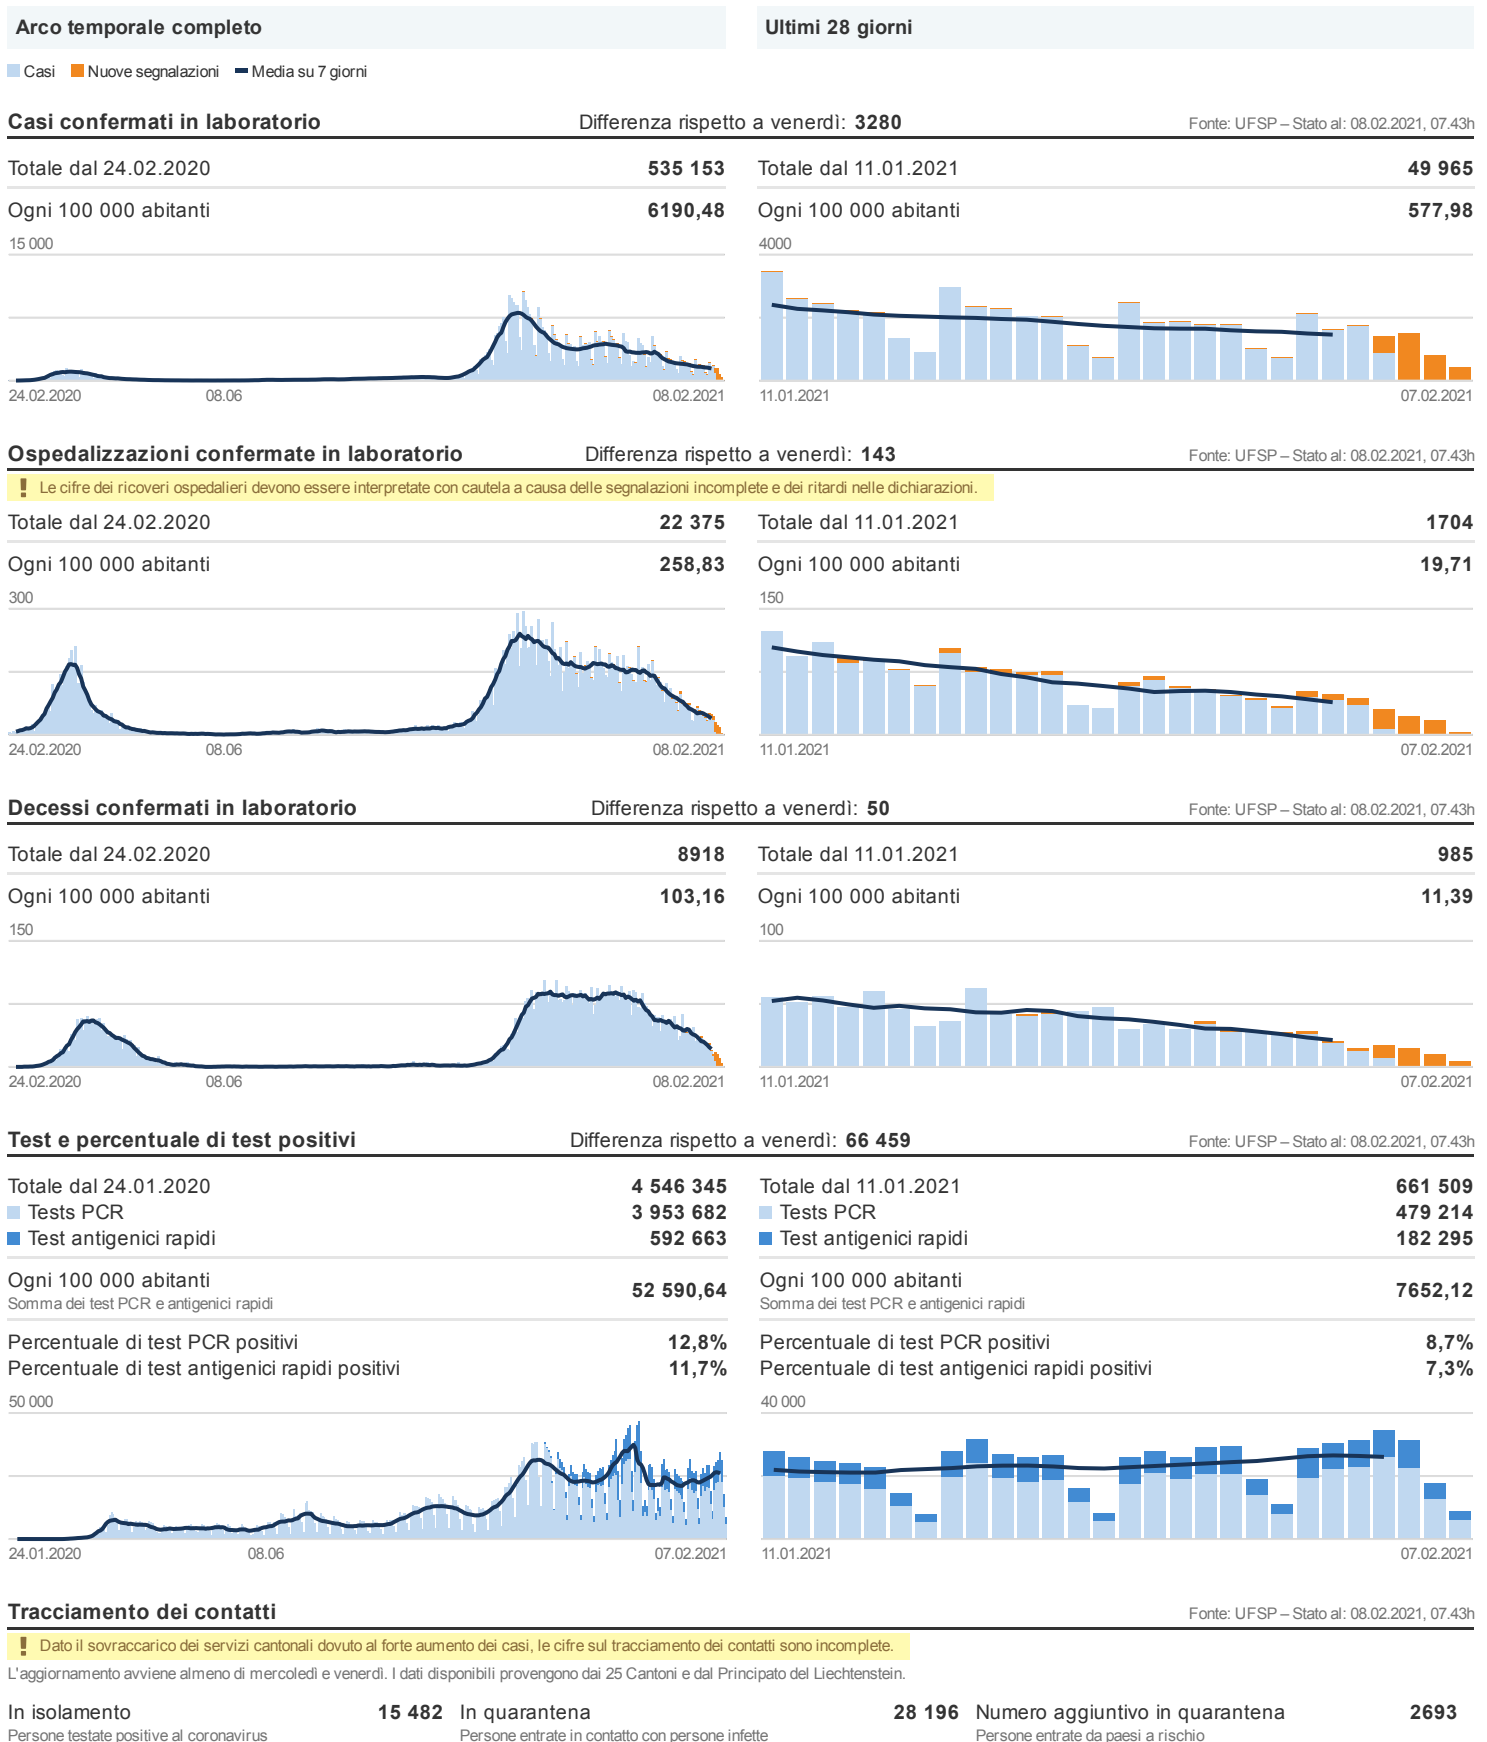 Arco temporale completo
Ultimi 28 giorni
Casi Nuove segnalazioni Media su 7 giorni
Casi confermati in laboratorio Differenza rispetto a venerdì: 3280 Fonte: UFSP – Stato al: 08.02.2021, 07.43h
Totale dal 24.02.2020 535 153
Ogni 100 000 abitanti 6190,48
15 000
24.02.2020 08.06 08.02.2021
Totale dal 11.01.2021 49 965
Ogni 100 000 abitanti 577,98
4000
11.01.2021 07.02.2021
Ospedalizzazioni confermate in laboratorio Differenza rispetto a venerdì: 143 Fonte: UFSP – Stato al: 08.02.2021, 07.43h
! Le cifre dei ricoveri ospedalieri devono essere interpretate con cautela a causa delle segnalazioni incomplete e dei ritardi nelle dichiarazioni.
Totale dal 24.02.2020 22 375
Ogni 100 000 abitanti 258,83
300
24.02.2020 08.06 08.02.2021
Totale dal 11.01.2021 1704
Ogni 100 000 abitanti 19,71
150
11.01.2021 07.02.2021
Decessi confermati in laboratorio Differenza rispetto a venerdì: 50 Fonte: UFSP – Stato al: 08.02.2021, 07.43h
Totale dal 24.02.2020 8918
Ogni 100 000 abitanti 103,16
150
24.02.2020 08.06 08.02.2021
Totale dal 11.01.2021 985
Ogni 100 000 abitanti 11,39
100
11.01.2021 07.02.2021
Test e percentuale di test positivi Differenza rispetto a venerdì: 66 459 Fonte: UFSP – Stato al: 08.02.2021, 07.43h
Totale dal 24.01.2020 4 546 345
Tests PCR 3 953 682
Test antigenici rapidi 592 663
Ogni 100 000 abitanti 52 590,64
Somma dei test PCR e antigenici rapidi
Percentuale di test PCR positivi 12,8%
Percentuale di test antigenici rapidi positivi 11,7%
50 000
24.01.2020 08.06 07.02.2021
Totale dal 11.01.2021 661 509
Tests PCR 479 214
Test antigenici rapidi 182 295
Ogni 100 000 abitanti 7652,12
Somma dei test PCR e antigenici rapidi
Percentuale di test PCR positivi 8,7%
Percentuale di test antigenici rapidi positivi 7,3%
40 000
11.01.2021 07.02.2021
Tracciamento dei contatti Fonte: UFSP – Stato al: 08.02.2021, 07.43h
! Dato il sovraccarico dei servizi cantonali dovuto al forte aumento dei casi, le cifre sul tracciamento dei contatti sono incomplete.
L'aggiornamento avviene almeno di mercoledì e venerdì. I dati disponibili provengono dai 25 Cantoni e dal Principato del Liechtenstein.
In isolamento 15 482
Persone testate positive al coronavirus
In quarantena 28 196
Persone entrate in contatto con persone infette
Numero aggiuntivo in quarantena 2693
Persone entrate da paesi a rischio